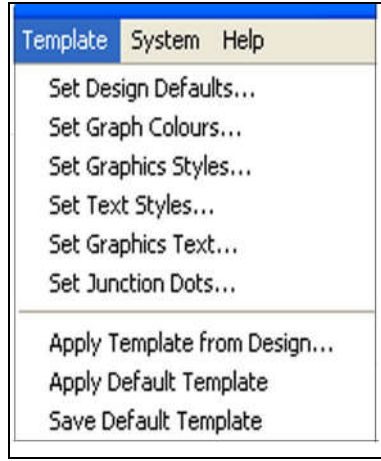 Template System Help
Set Design Defaults...
Set Graph Colours...
Set Graphics Styles...
Set Text Styles...
Set Graphics Text...
Set Junction Dots...
Apply Template from Design...
Apply Default Template
Save Default Template